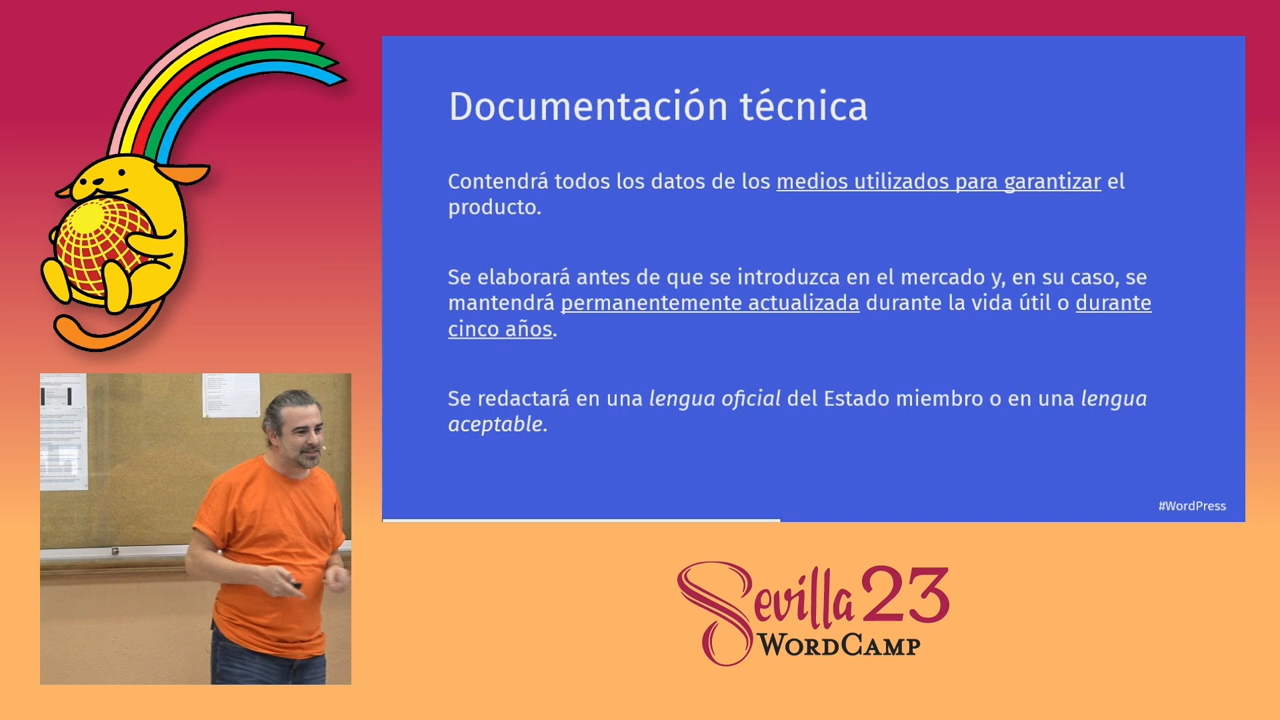 Documentación técnica
Contendrá todos los datos de los medios utilizados para garantizar el
producto.
Se elaborará antes de que se introduzca en el mercado y, en su caso, se
mantendrá permanentemente actualizada durante la vida útil o durante
cinco años.
Se redactará en una lengua oficial del Estado miembro o en una lengua
aceptable.
#WordPress
Sevilla 23
WORDCAMP